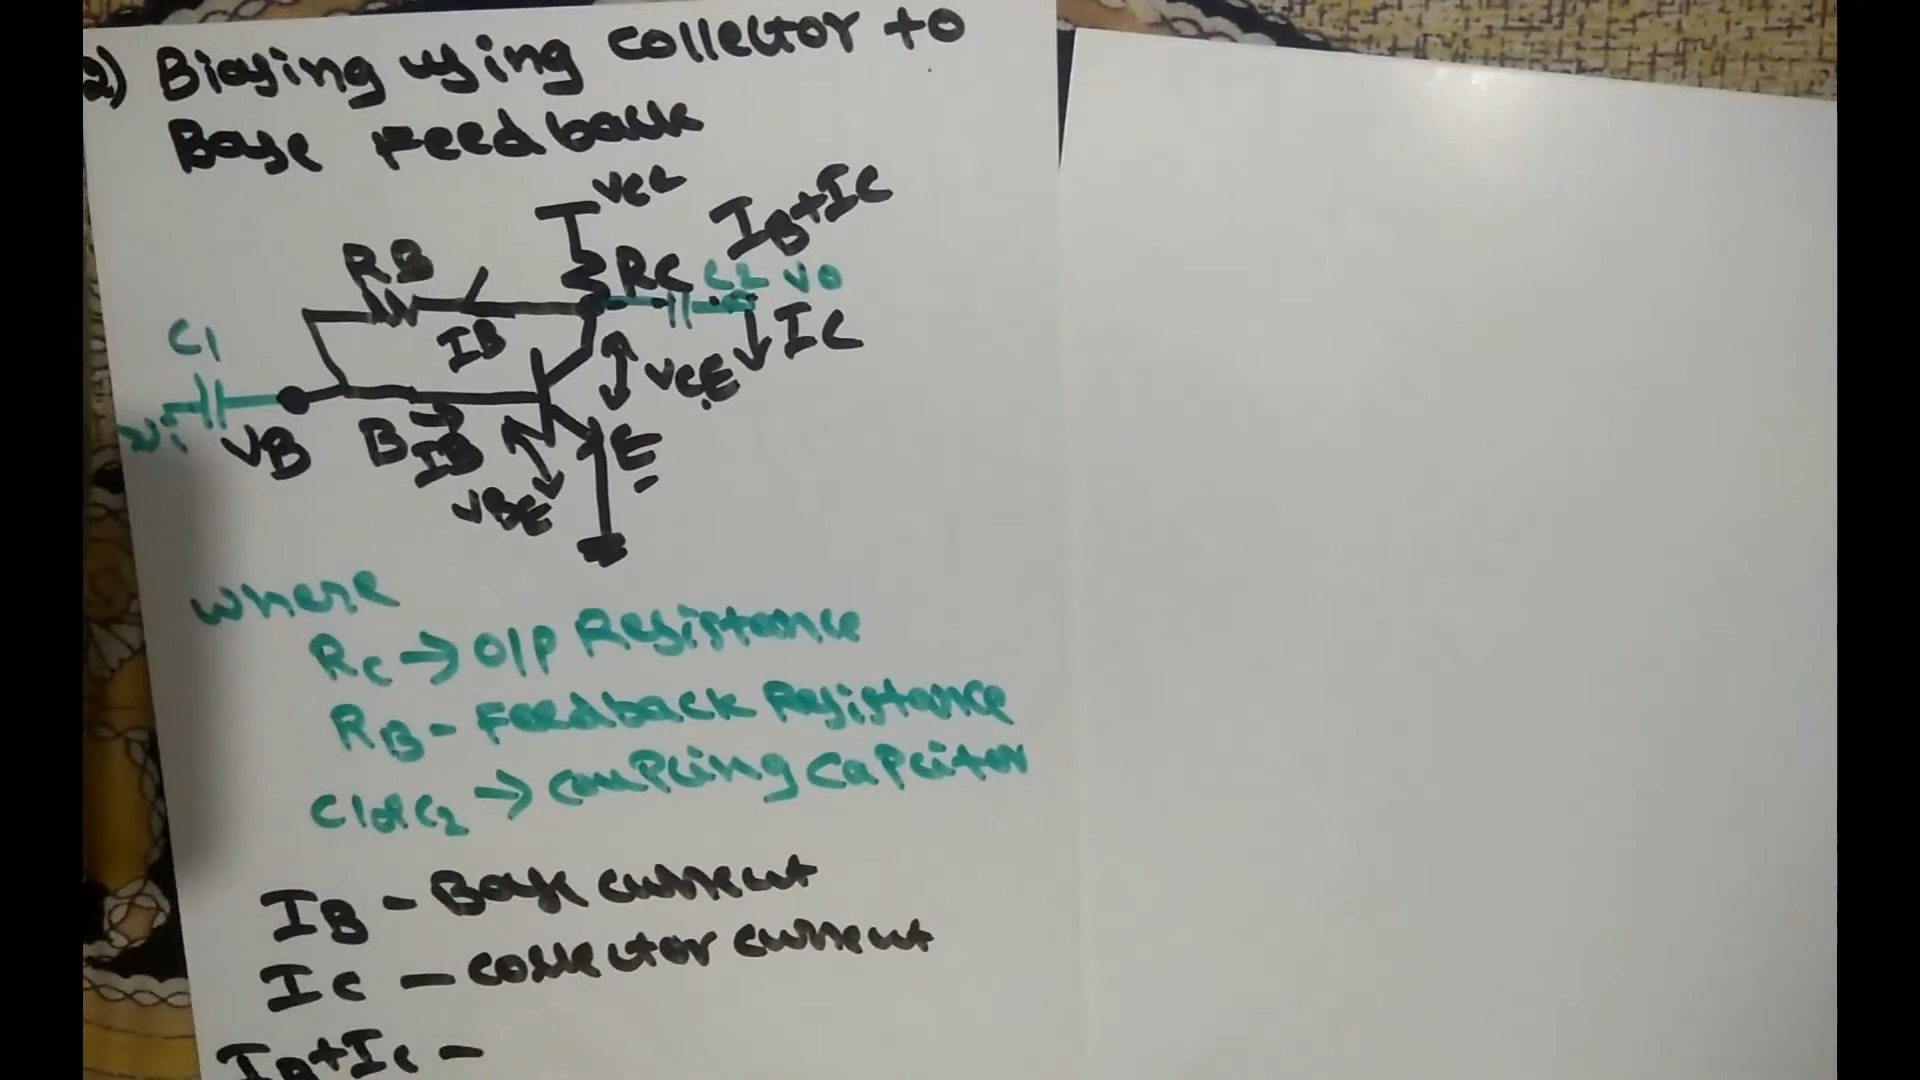 2) Biasing using collector to
Base Feedback
VCC
IB+IC
RB
RC
C2 VO
IB
IC
C1
VCE
Vi
VB
B
IB
E
VBE
where
RC → O/P Resistance
RB - Feedback Resistance
C1 & C2 → coupling capcitor
IB - Base current
IC - collector current
IB+IC -